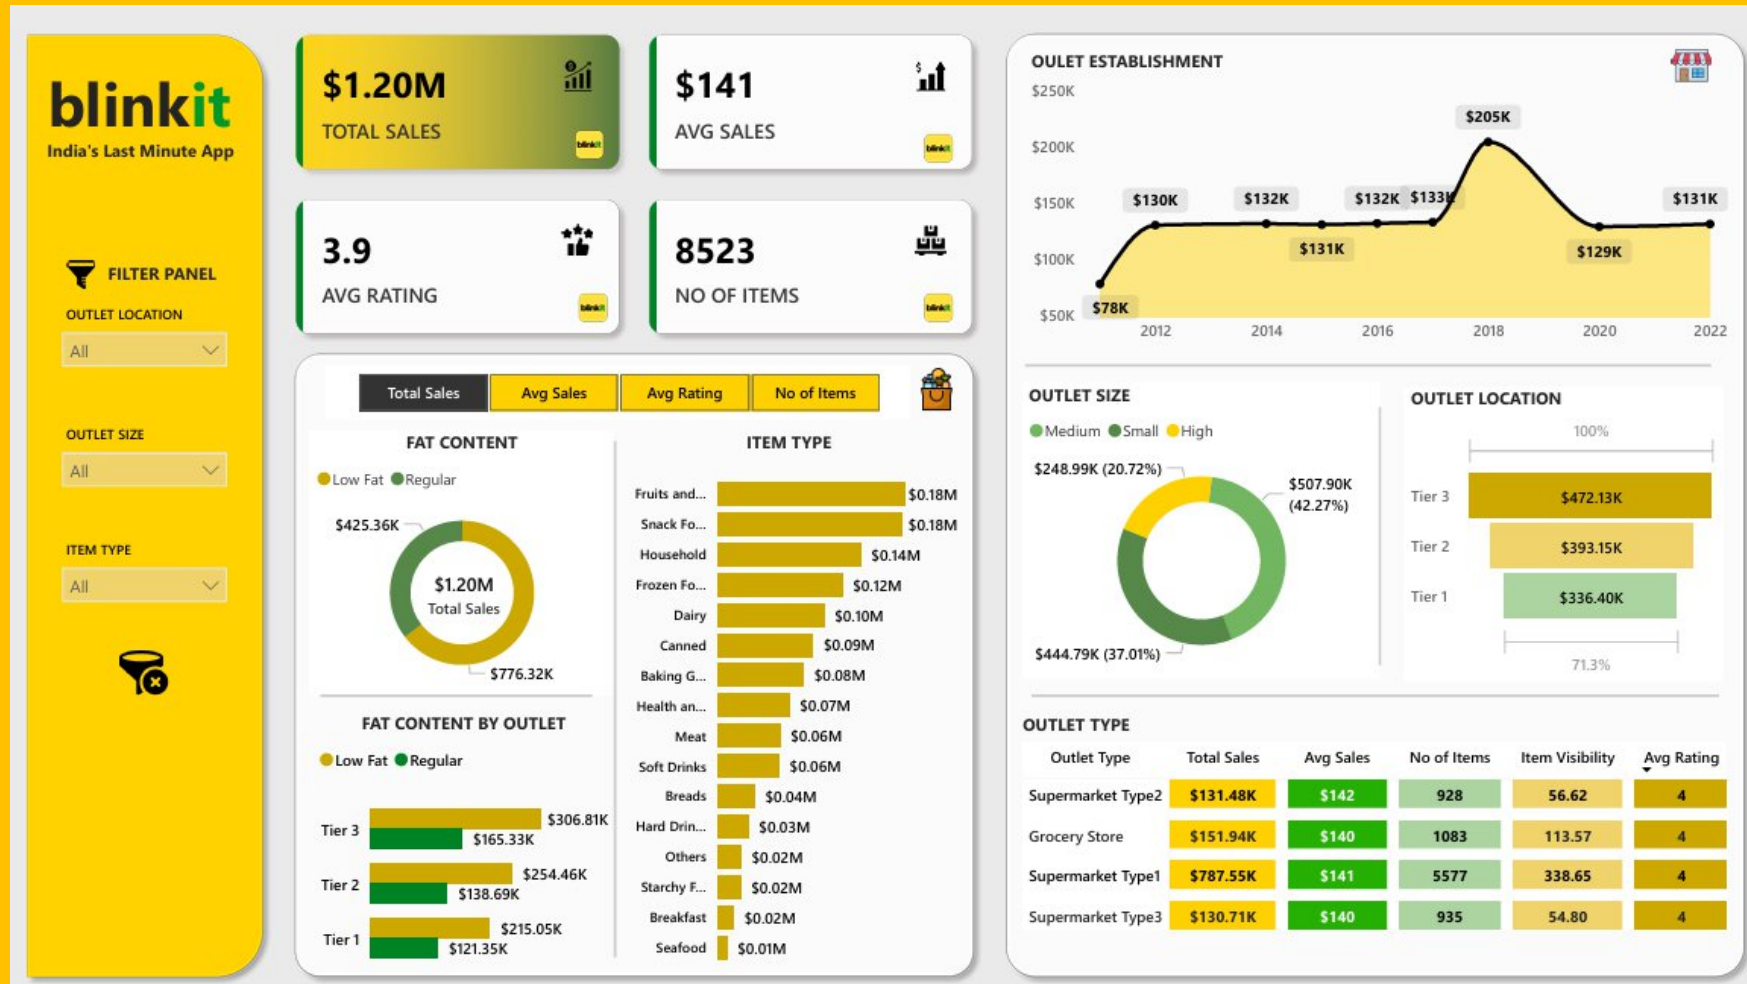 blinkit
India's Last Minute App
FILTER PANEL
OUTLET LOCATION
All
OUTLET SIZE
All
ITEM TYPE
All
$1.20M
TOTAL SALES
blinkit
$141
AVG SALES
blinkit
3.9
AVG RATING
blinkit
8523
NO OF ITEMS
blinkit
Total Sales
Avg Sales
Avg Rating
No of Items
FAT CONTENT
Low Fat Regular
$425.36K
$1.20M
Total Sales
$776.32K
FAT CONTENT BY OUTLET
Low Fat Regular
Tier 3 $306.81K
$165.33K
Tier 2 $254.46K
$138.69K
Tier 1 $215.05K
$121.35K
ITEM TYPE
Fruits and... $0.18M
Snack Fo... $0.18M
Household $0.14M
Frozen Fo... $0.12M
Dairy $0.10M
Canned $0.09M
Baking G... $0.08M
Health an... $0.07M
Meat $0.06M
Soft Drinks $0.06M
Breads $0.04M
Hard Drin... $0.03M
Others $0.02M
Starchy F... $0.02M
Breakfast $0.02M
Seafood $0.01M
OULET ESTABLISHMENT
$250K
$200K
$150K
$100K
$50K
$78K
$130K
$132K
$131K
$132K
$133K
$205K
$129K
$131K
2012 2014 2016 2018 2020 2022
OUTLET SIZE
Medium Small High
$248.99K (20.72%)
$507.90K
(42.27%)
$444.79K (37.01%)
OUTLET LOCATION
100%
Tier 3 $472.13K
Tier 2 $393.15K
Tier 1 $336.40K
71.3%
OUTLET TYPE
Outlet Type Total Sales Avg Sales No of Items Item Visibility Avg Rating
Supermarket Type2 $131.48K $142 928 56.62 4
Grocery Store $151.94K $140 1083 113.57 4
Supermarket Type1 $787.55K $141 5577 338.65 4
Supermarket Type3 $130.71K $140 935 54.80 4